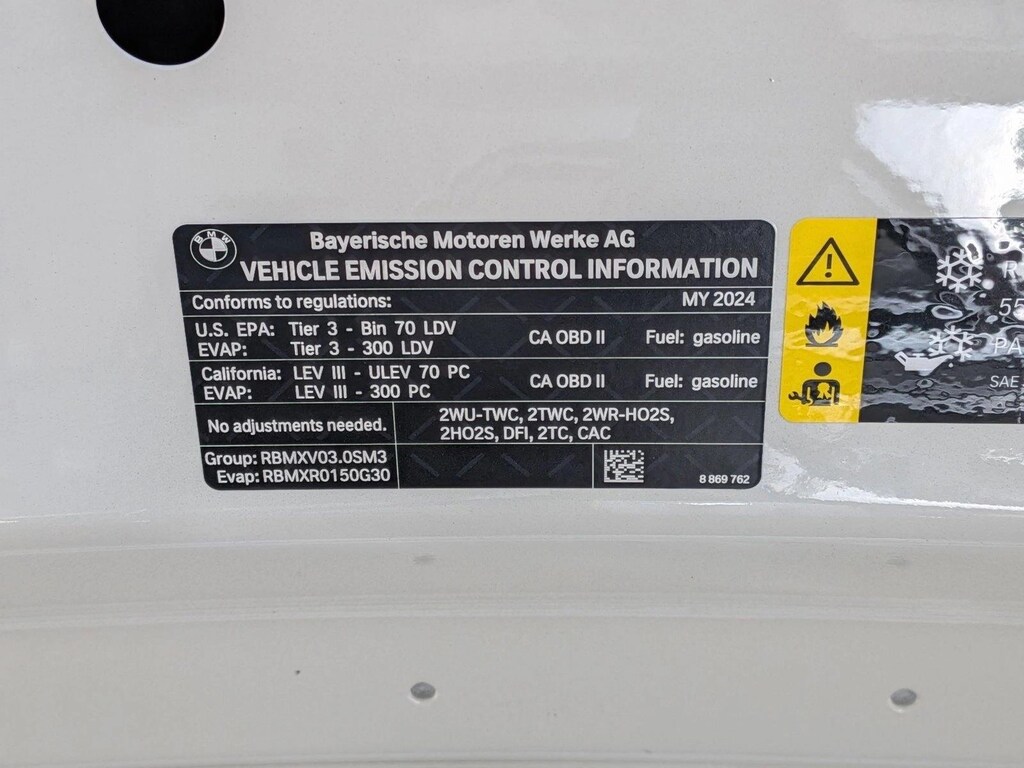 BMW
Bayerische Motoren Werke AG
VEHICLE EMISSION CONTROL INFORMATION
Conforms to regulations: MY 2024
U.S. EPA: Tier 3 - Bin 70 LDV
EVAP: Tier 3 - 300 LDV
CA OBD II Fuel: gasoline
California: LEV III - ULEV 70 PC
EVAP: LEV III - 300 PC
CA OBD II Fuel: gasoline
No adjustments needed.
2WU-TWC, 2TWC, 2WR-HO2S,
2HO2S, DFI, 2TC, CAC
Group: RBMXV03.0SM3
Evap: RBMXR0150G30
8 869 762
SAE